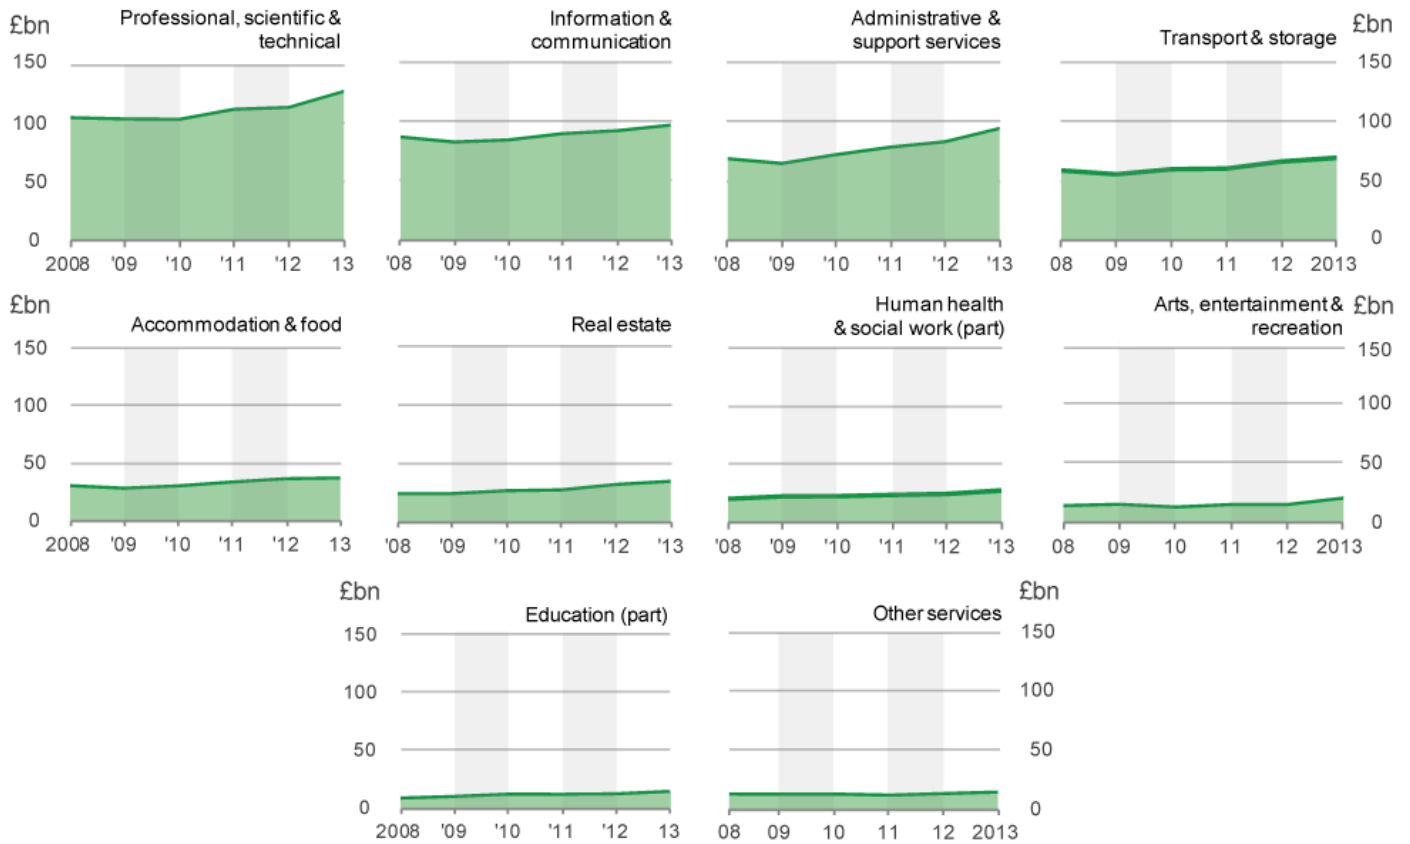 £bn
Professional, scientific &
technical
150
100
50
0
2008 '09 '10 '11 '12 '13
Information &
communication
'08 '09 '10 '11 '12 '13
Administrative &
support services
'08 '09 '10 '11 '12 '13
Transport & storage
£bn
150
100
50
0
08 09 10 11 12 2013
£bn
Accommodation & food
150
100
50
0
2008 '09 '10 '11 '12 13
Real estate
'08 '09 '10 '11 '12 13
Human health
& social work (part)
'08 '09 '10 '11 '12 '13
Arts, entertainment &
recreation
£bn
150
100
50
0
08 09 10 11 12 2013
£bn
Education (part)
150
100
50
0
2008 '09 '10 '11 '12 13
Other services
£bn
150
100
50
0
08 09 10 11 12 2013